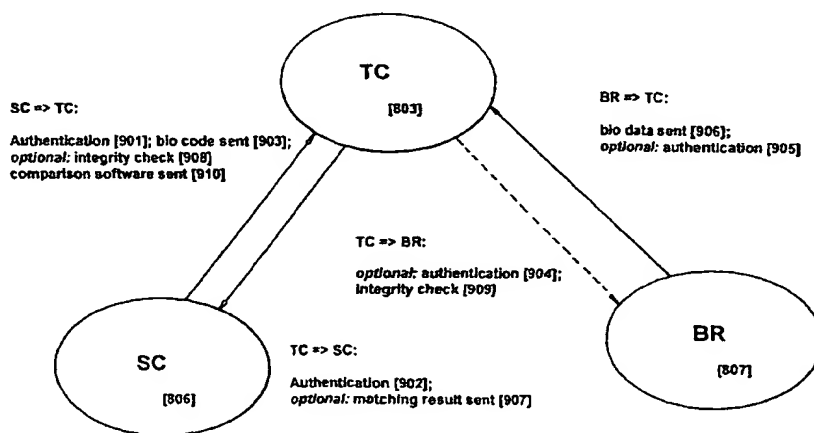 TC
[803]
SC => TC:
Authentication [901]; bio code sent [903];
optional: integrity check [908]
comparison software sent [910]
BR => TC:
bio data sent [906];
optional: authentication [905]
TC => BR:
optional: authentication [904];
integrity check [909]
SC
[806]
TC => SC:
Authentication [902];
optional: matching result sent [907]
BR
[807]